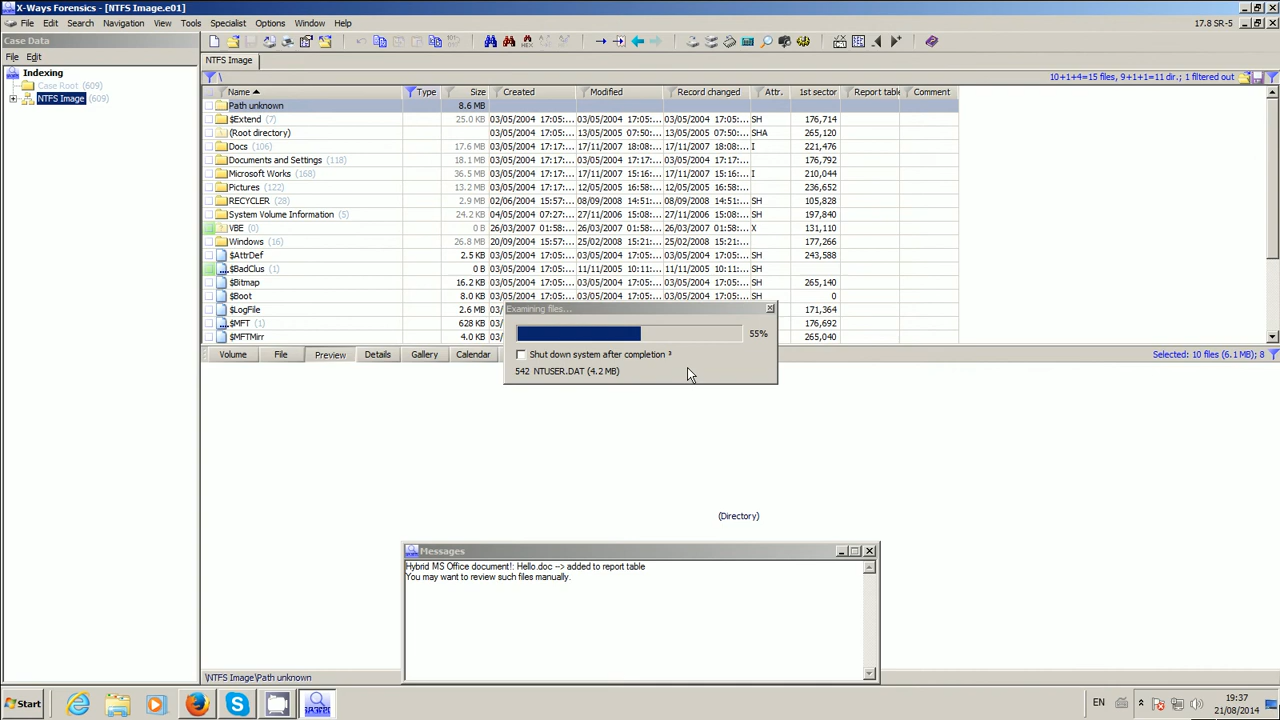 X-Ways Forensics - [NTFS Image.e01]
File Edit Search Navigation View Tools Specialist Options Window Help 17.8 SR-5
Case Data
File Edit
Indexing
Case Root (609)
NTFS Image (609)
NTFS Image
\ 10+1+4=15 files, 9+1+1=11 dir.; 1 filtered out
Name Type Size Created Modified Record changed Attr. 1st sector Report table Comment
Path unknown 8.6 MB
$Extend (7) 25.0 KB 03/05/2004 17:05:... 03/05/2004 17:05:... 03/05/2004 17:05:... SH 176,714
(Root directory) 03/05/2004 17:05:... 13/05/2005 07:50:... 13/05/2005 07:50:... SHA 265,120
Docs (106) 17.6 MB 03/05/2004 17:17:... 17/11/2007 18:08:... 17/11/2007 18:08:... I 221,476
Documents and Settings (118) 18.1 MB 03/05/2004 17:17:... 03/05/2004 17:17:... 03/05/2004 17:17:... 176,792
Microsoft Works (168) 36.5 MB 03/05/2004 17:17:... 17/11/2007 15:16:... 17/11/2007 15:16:... I 210,044
Pictures (122) 13.2 MB 03/05/2004 17:17:... 12/05/2005 16:58:... 12/05/2005 16:58:... 236,652
RECYCLER (28) 2.9 MB 02/06/2004 15:57:... 08/09/2008 14:51:... 08/09/2008 14:51:... SH 105,828
System Volume Information (5) 24.2 KB 04/05/2004 07:27:... 27/11/2006 15:08:... 27/11/2006 15:08:... SH 197,840
VBE (0) 0 B 26/03/2007 01:58:... 26/03/2007 01:58:... 26/03/2007 01:58:... X 131,110
Windows (16) 26.8 MB 20/09/2004 15:57:... 25/02/2008 15:21:... 25/02/2008 15:21:... 177,266
$AttrDef 2.5 KB 03/05/2004 17:05:... 03/05/2004 17:05:... 03/05/2004 17:05:... SH 243,588
$BadClus (1) 0 B 03/05/2004 17:05:... 11/11/2005 10:11:... 11/11/2005 10:11:... SH
$Bitmap 16.2 KB 03/05/2004 17:05:... 03/05/2004 17:05:... 03/05/2004 17:05:... SH 265,140
$Boot 8.0 KB 03/05/2004 17:05:... 03/05/2004 17:05:... 03/05/2004 17:05:... SH 0
$LogFile 2.6 MB 171,364
$MFT (1) 628 KB 176,692
$MFTMirr 4.0 KB 265,040
Examining files...
55%
Shut down system after completion ³
542 NTUSER.DAT (4.2 MB)
Volume File Preview Details Gallery Calendar Selected: 10 files (6.1 MB); 8
(Directory)
Messages
Hybrid MS Office document!: Hello.doc --> added to report table
You may want to review such files manually.
\NTFS Image\Path unknown
Start EN 19:37
21/08/2014